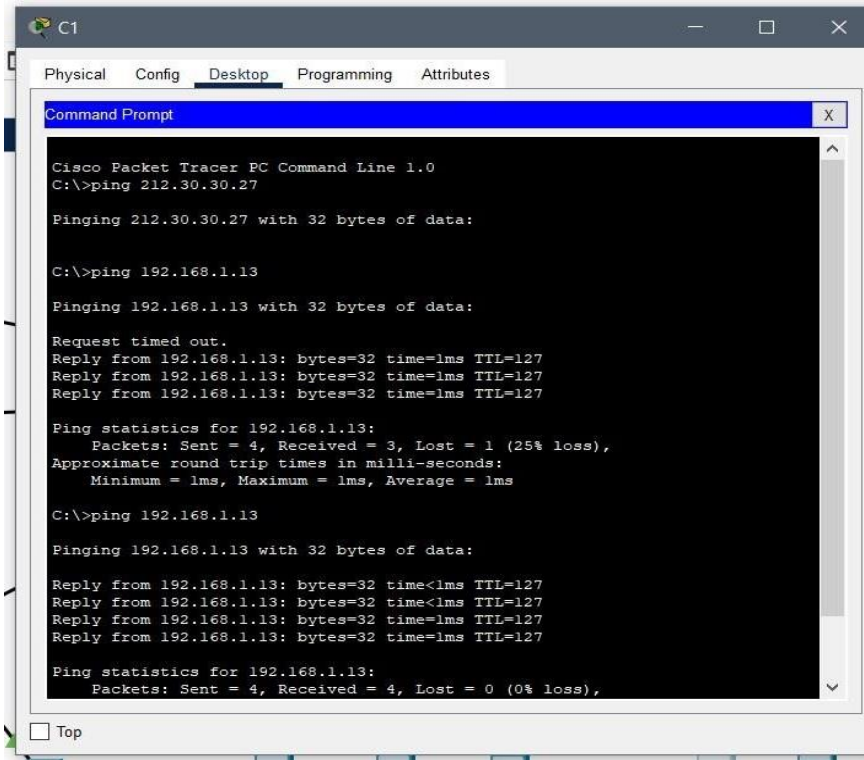 C1
Physical Config Desktop Programming Attributes
Command Prompt X
Cisco Packet Tracer PC Command Line 1.0
C:\>ping 212.30.30.27
Pinging 212.30.30.27 with 32 bytes of data:
C:\>ping 192.168.1.13
Pinging 192.168.1.13 with 32 bytes of data:
Request timed out.
Reply from 192.168.1.13: bytes=32 time=1ms TTL=127
Reply from 192.168.1.13: bytes=32 time=1ms TTL=127
Reply from 192.168.1.13: bytes=32 time=1ms TTL=127
Ping statistics for 192.168.1.13:
Packets: Sent = 4, Received = 3, Lost = 1 (25% loss),
Approximate round trip times in milli-seconds:
Minimum = 1ms, Maximum = 1ms, Average = 1ms
C:\>ping 192.168.1.13
Pinging 192.168.1.13 with 32 bytes of data:
Reply from 192.168.1.13: bytes=32 time<1ms TTL=127
Reply from 192.168.1.13: bytes=32 time<1ms TTL=127
Reply from 192.168.1.13: bytes=32 time=1ms TTL=127
Reply from 192.168.1.13: bytes=32 time=1ms TTL=127
Ping statistics for 192.168.1.13:
Packets: Sent = 4, Received = 4, Lost = 0 (0% loss),
Top